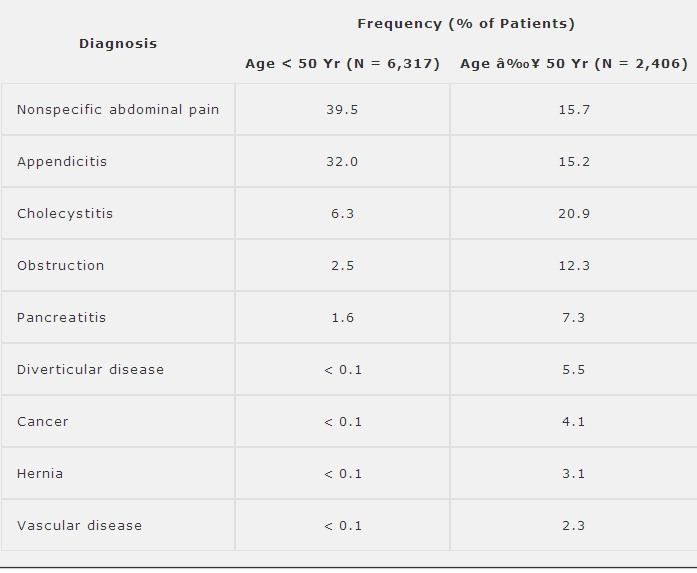 Frequency (% of Patients)
Diagnosis
Age < 50 Yr (N = 6,317) Age â‰¥ 50 Yr (N = 2,406)
Nonspecific abdominal pain 39.5 15.7
Appendicitis 32.0 15.2
Cholecystitis 6.3 20.9
Obstruction 2.5 12.3
Pancreatitis 1.6 7.3
Diverticular disease < 0.1 5.5
Cancer < 0.1 4.1
Hernia < 0.1 3.1
Vascular disease < 0.1 2.3